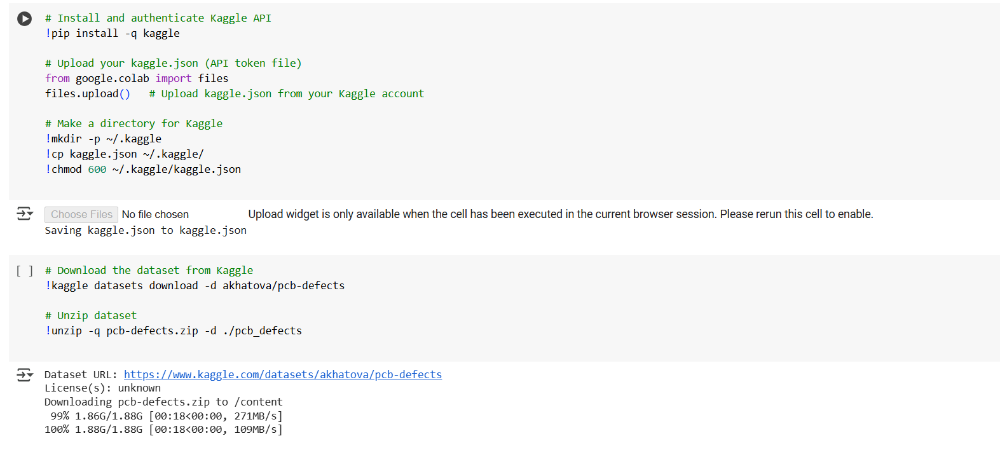 # Install and authenticate Kaggle API
!pip install -q kaggle
# Upload your kaggle.json (API token file)
from google.colab import files
files.upload()   # Upload kaggle.json from your Kaggle account
# Make a directory for Kaggle
!mkdir -p ~/.kaggle
!cp kaggle.json ~/.kaggle/
!chmod 600 ~/.kaggle/kaggle.json
Choose Files No file chosen Upload widget is only available when the cell has been executed in the current browser session. Please rerun this cell to enable.
Saving kaggle.json to kaggle.json
[ ] # Download the dataset from Kaggle
!kaggle datasets download -d akhatova/pcb-defects
# Unzip dataset
!unzip -q pcb-defects.zip -d ./pcb_defects
Dataset URL: https://www.kaggle.com/datasets/akhatova/pcb-defects
License(s): unknown
Downloading pcb-defects.zip to /content
 99% 1.86G/1.88G [00:18<00:00, 271MB/s]
100% 1.88G/1.88G [00:18<00:00, 109MB/s]